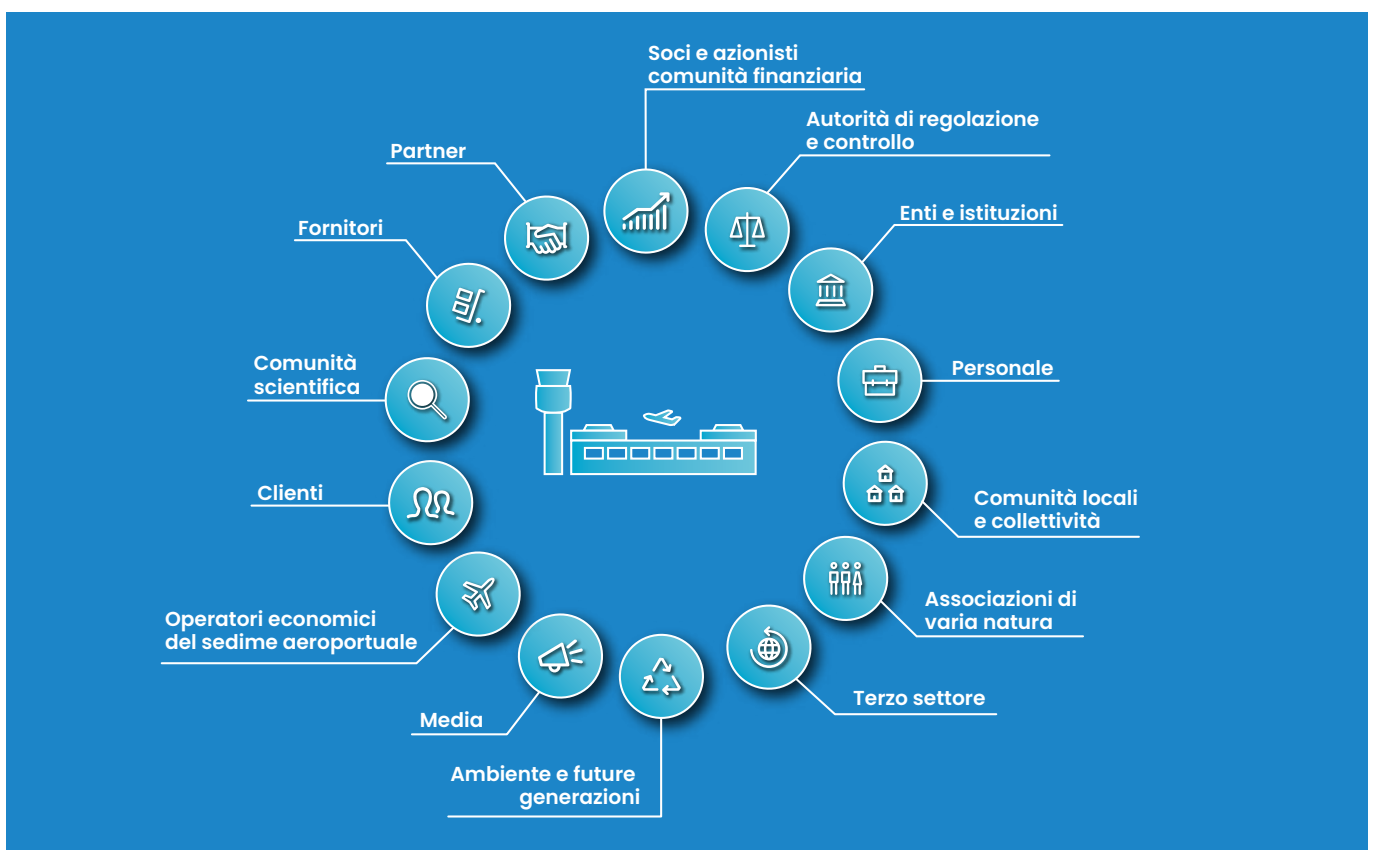 Soci e azionisti
comunità finanziaria
Autorità di regolazione
e controllo
Enti e istituzioni
Personale
Comunità locali
e collettività
Associazioni di
varia natura
Terzo settore
Ambiente e future
generazioni
Media
Operatori economici
del sedime aeroportuale
Clienti
Comunità
scientifica
Fornitori
Partner